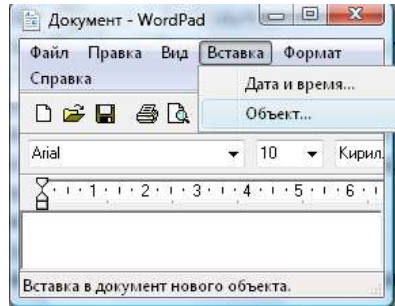 Документ - WordPad
Файл Правка Вид Вставка Формат
Справка
Дата и время...
Объект...
Arial 10 Кирил.
1 2 3 4 5 6
Вставка в документ нового объекта.